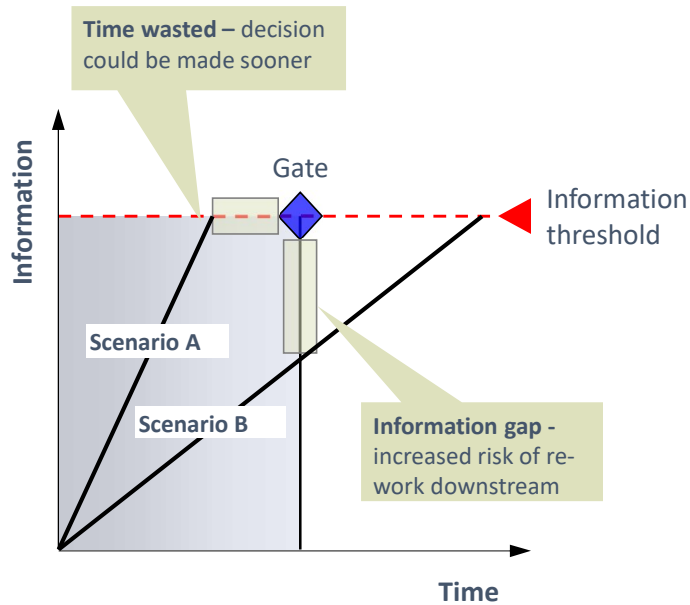 Time wasted – decision
could be made sooner
Information
Gate
Information
threshold
Scenario A
Scenario B
Information gap -
increased risk of re-
work downstream
Time